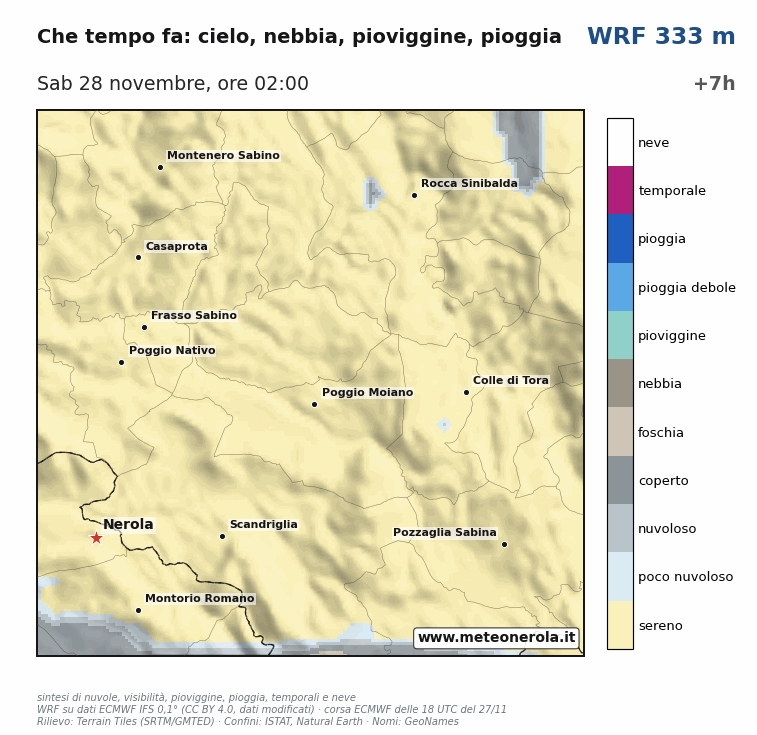 Che tempo fa: cielo, nebbia, pioviggine, pioggia WRF 333 m
Sab 28 novembre, ore 02:00 +7h
Montenero Sabino
Rocca Sinibalda
Casaprota
Frasso Sabino
Poggio Nativo
Colle di Tora
Poggio Moiano
Nerola
Scandriglia
Pozzaglia Sabina
Montorio Romano
www.meteonerola.it
neve
temporale
pioggia
pioggia debole
pioviggine
nebbia
foschia
coperto
nuvoloso
poco nuvoloso
sereno
sintesi di nuvole, visibilità, pioviggine, pioggia, temporali e neve
WRF su dati ECMWF IFS 0,1° (CC BY 4.0, dati modificati) · corsa ECMWF delle 18 UTC del 27/11
Rilievo: Terrain Tiles (SRTM/GMTED) · Confini: ISTAT, Natural Earth · Nomi: GeoNames